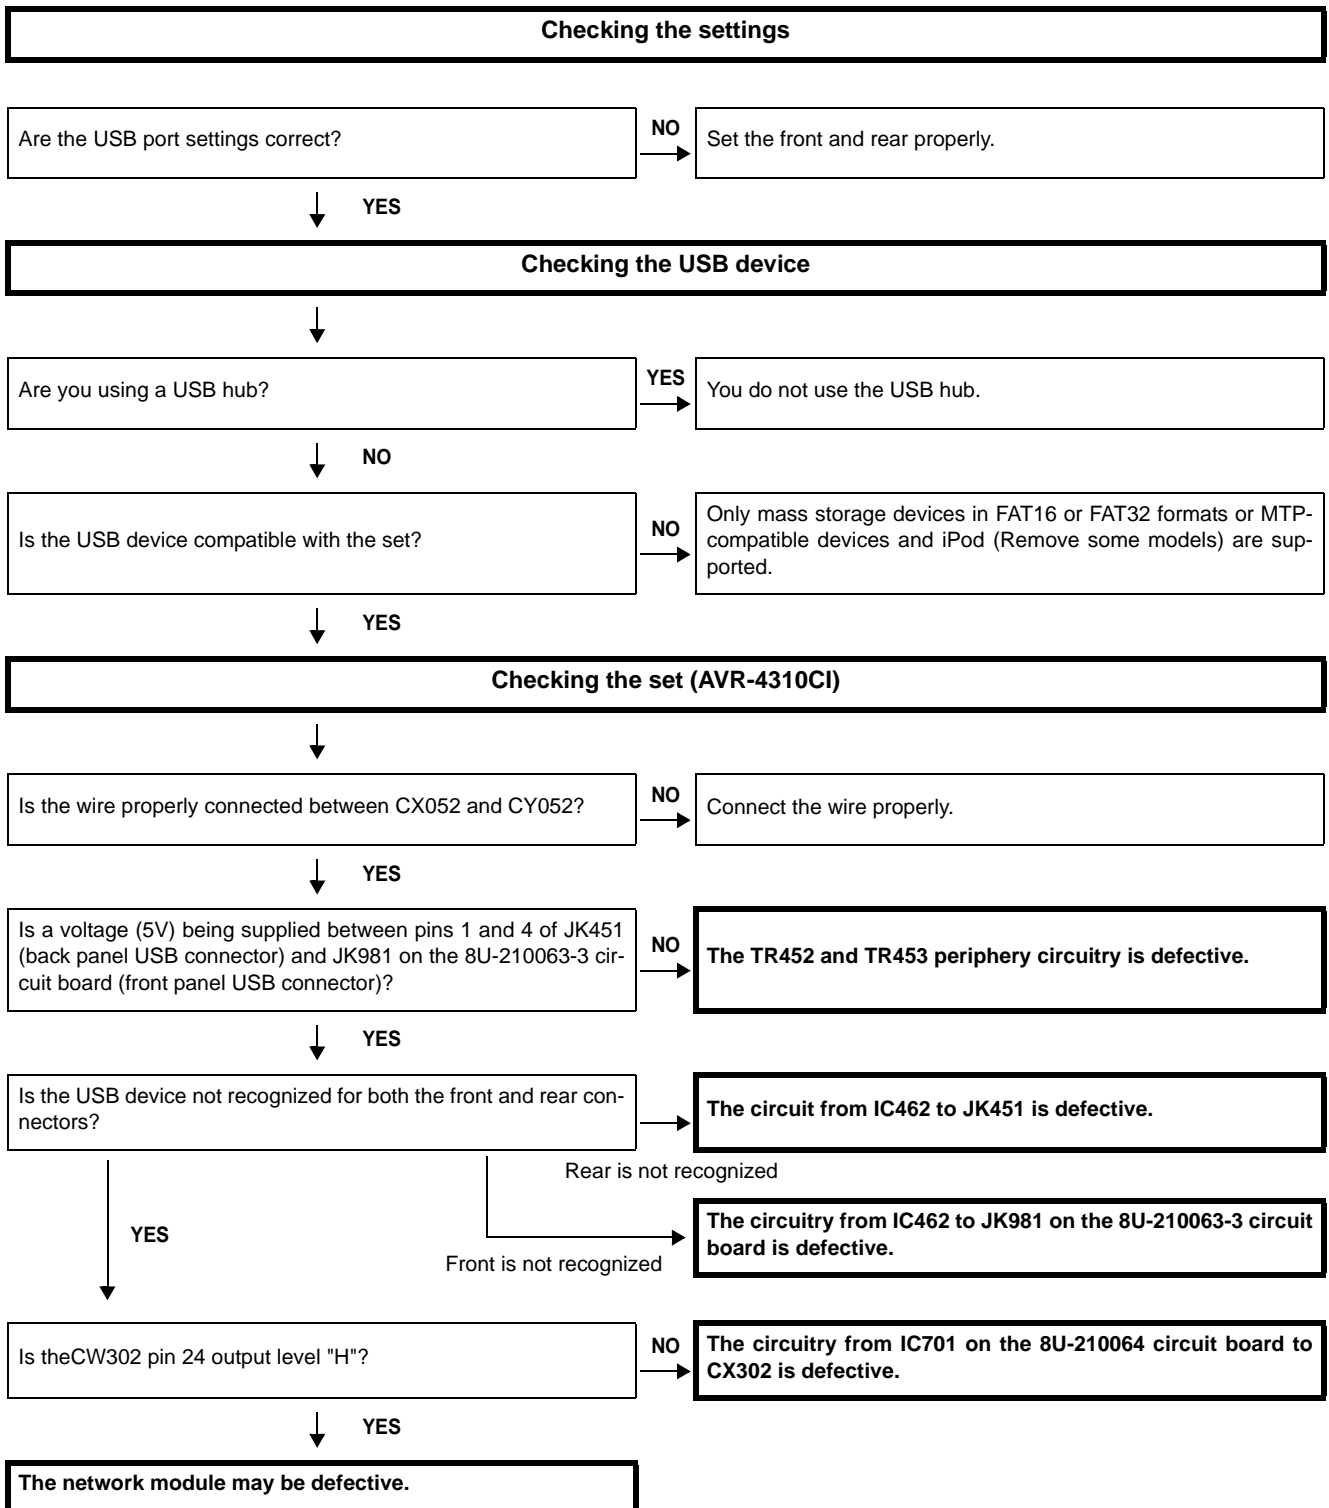 Checking the settings
Are the USB port settings correct?
NO
Set the front and rear properly.
YES
Checking the USB device
Are you using a USB hub?
YES
You do not use the USB hub.
NO
Is the USB device compatible with the set?
NO
Only mass storage devices in FAT16 or FAT32 formats or MTP-
compatible devices and iPod (Remove some models) are sup-
ported.
YES
Checking the set (AVR-4310CI)
Is the wire properly connected between CX052 and CY052?
NO
Connect the wire properly.
YES
Is a voltage (5V) being supplied between pins 1 and 4 of JK451
(back panel USB connector) and JK981 on the 8U-210063-3 cir-
cuit board (front panel USB connector)?
NO
The TR452 and TR453 periphery circuitry is defective.
YES
Is the USB device not recognized for both the front and rear con-
nectors?
The circuit from IC462 to JK451 is defective.
Rear is not recognized
YES
The circuitry from IC462 to JK981 on the 8U-210063-3 circuit
board is defective.
Front is not recognized
Is theCW302 pin 24 output level "H"?
NO
The circuitry from IC701 on the 8U-210064 circuit board to
CX302 is defective.
YES
The network module may be defective.